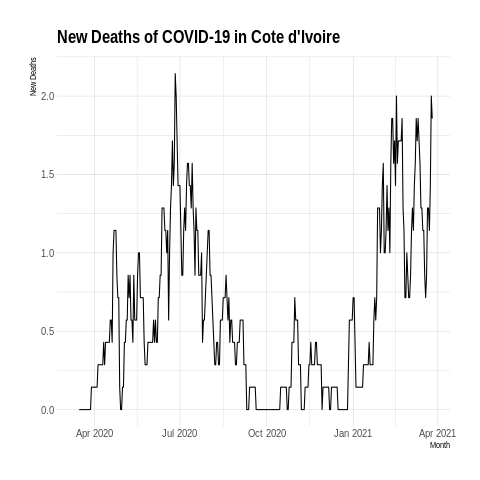 New Deaths of COVID-19 in Cote d'Ivoire
New Deaths
2.0
1.5
1.0
0.5
0.0
Apr 2020 Jul 2020 Oct 2020 Jan 2021 Apr 2021
Month